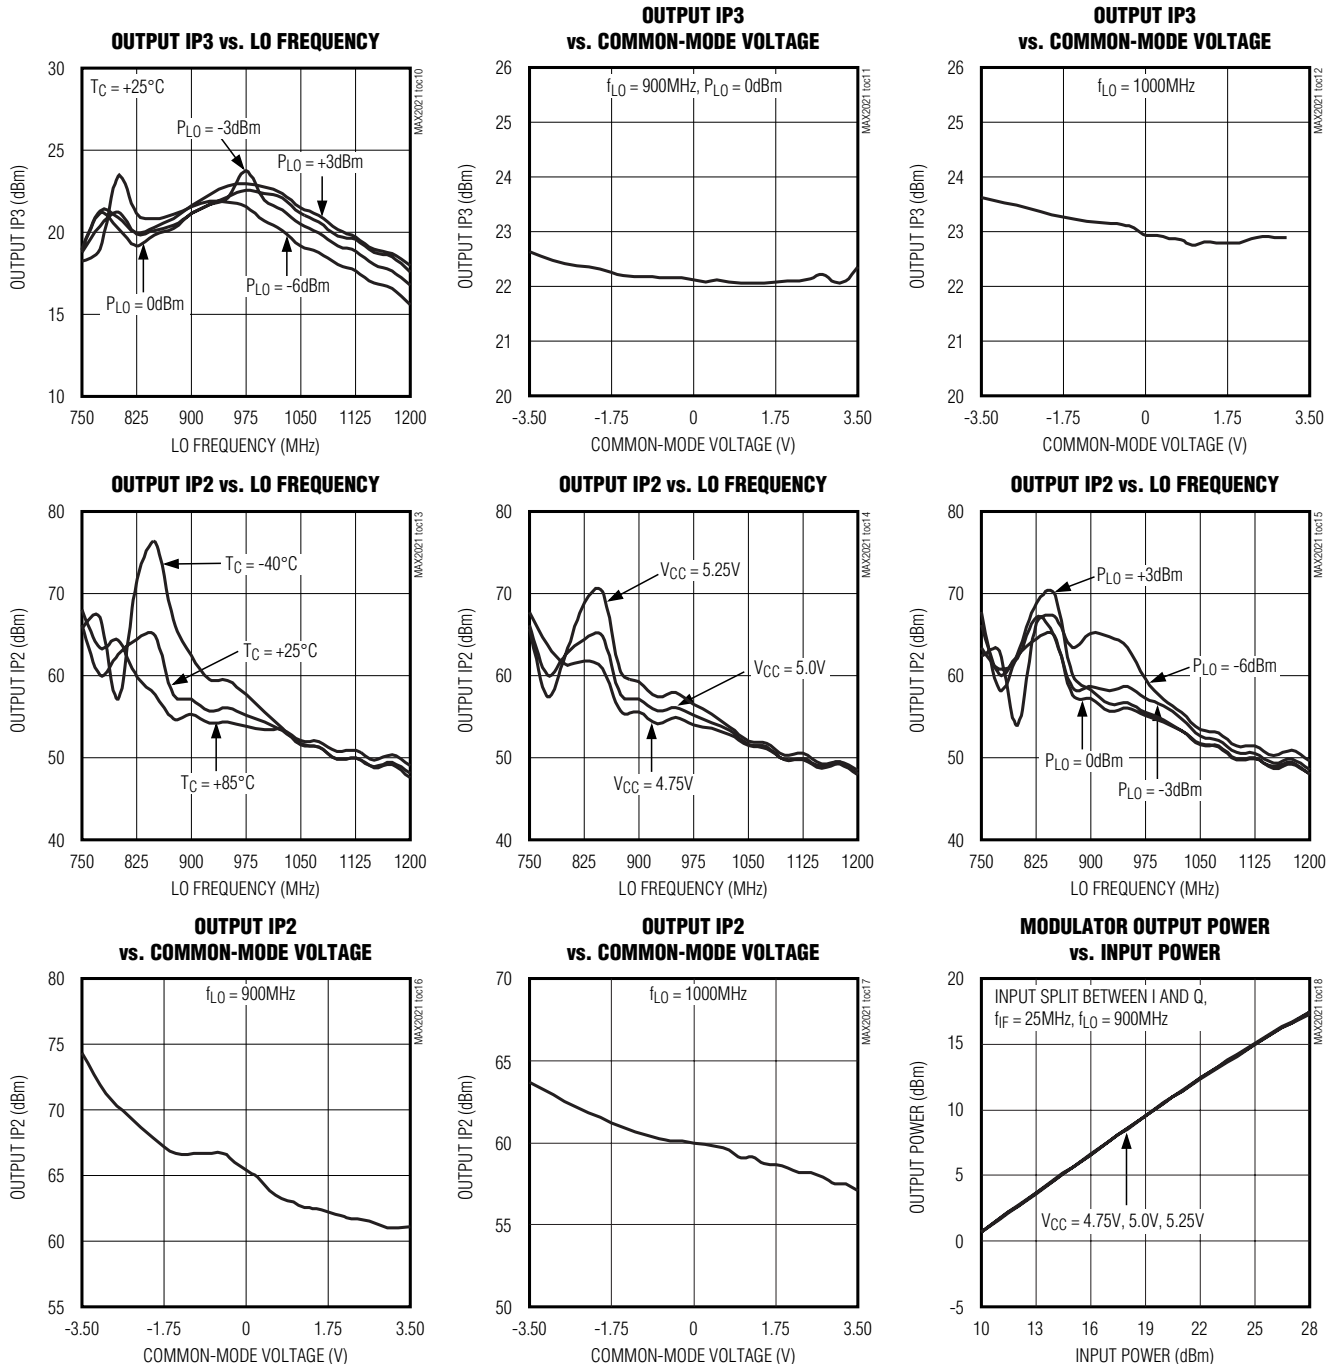 OUTPUT IP3 vs. LO FREQUENCY
MAX2021 toc10
TC = +25°C
PLO = -3dBm
PLO = +3dBm
PLO = 0dBm
PLO = -6dBm
OUTPUT IP3 (dBm)
30
25
20
15
10
750 825 900 975 1050 1125 1200
LO FREQUENCY (MHz)
OUTPUT IP3
vs. COMMON-MODE VOLTAGE
MAX2021 toc11
fLO = 900MHz, PLO = 0dBm
OUTPUT IP3 (dBm)
26
25
24
23
22
21
20
-3.50 -1.75 0 1.75 3.50
COMMON-MODE VOLTAGE (V)
OUTPUT IP3
vs. COMMON-MODE VOLTAGE
MAX2021 toc12
fLO = 1000MHz
OUTPUT IP3 (dBm)
26
25
24
23
22
21
20
-3.50 -1.75 0 1.75 3.50
COMMON-MODE VOLTAGE (V)
OUTPUT IP2 vs. LO FREQUENCY
MAX2021 toc13
TC = -40°C
TC = +25°C
TC = +85°C
OUTPUT IP2 (dBm)
80
70
60
50
40
750 825 900 975 1050 1125 1200
LO FREQUENCY (MHz)
OUTPUT IP2 vs. LO FREQUENCY
MAX2021 toc14
VCC = 5.25V
VCC = 5.0V
VCC = 4.75V
OUTPUT IP2 (dBm)
80
70
60
50
40
750 825 900 975 1050 1125 1200
LO FREQUENCY (MHz)
OUTPUT IP2 vs. LO FREQUENCY
MAX2021 toc15
PLO = +3dBm
PLO = -6dBm
PLO = 0dBm
PLO = -3dBm
OUTPUT IP2 (dBm)
80
70
60
50
40
750 825 900 975 1050 1125 1200
LO FREQUENCY (MHz)
OUTPUT IP2
vs. COMMON-MODE VOLTAGE
MAX2021 toc16
fLO = 900MHz
OUTPUT IP2 (dBm)
80
75
70
65
60
55
-3.50 -1.75 0 1.75 3.50
COMMON-MODE VOLTAGE (V)
OUTPUT IP2
vs. COMMON-MODE VOLTAGE
MAX2021 toc17
fLO = 1000MHz
OUTPUT IP2 (dBm)
70
65
60
55
50
-3.50 -1.75 0 1.75 3.50
COMMON-MODE VOLTAGE (V)
MODULATOR OUTPUT POWER
vs. INPUT POWER
MAX2021 toc18
INPUT SPLIT BETWEEN I AND Q,
fIF = 25MHz, fLO = 900MHz
VCC = 4.75V, 5.0V, 5.25V
OUTPUT POWER (dBm)
20
15
10
5
0
-5
10 13 16 19 22 25 28
INPUT POWER (dBm)